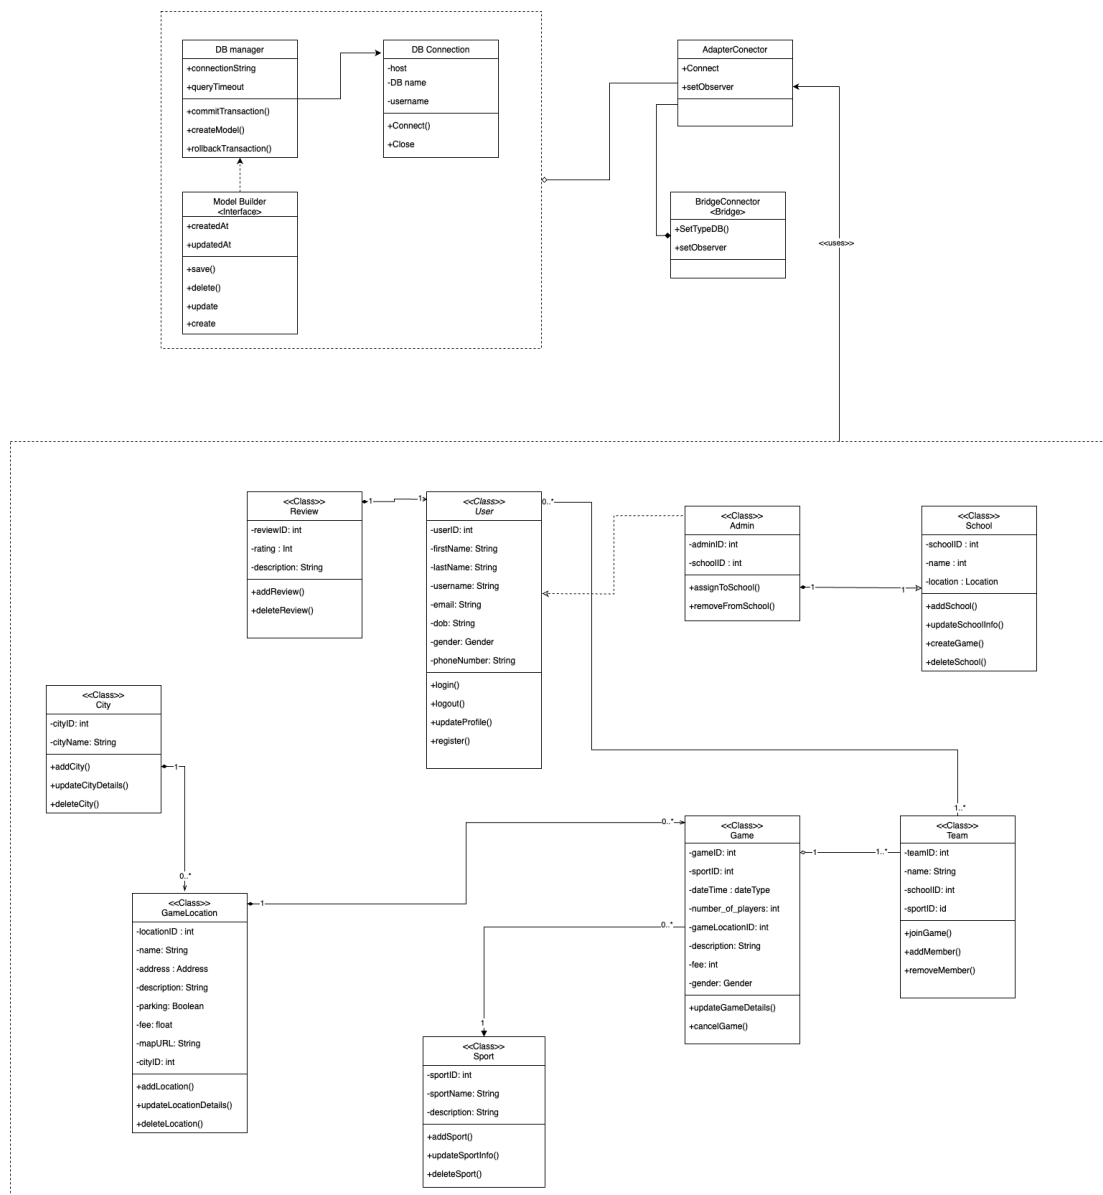 DB manager
+connectionString
+queryTimeout
+commitTransaction()
+createModel()
+rollbackTransaction()
DB Connection
-host
-DB name
-username
+Connect()
+Close
AdapterConector
+Connect
+setObserver
Model Builder
<Interface>
+createdAt
+updatedAt
+save()
+delete()
+update
+create
BridgeConnector
<Bridge>
+SetTypeDB()
+setObserver
<<uses>>
<<Class>>
Review
-reviewID: int
-rating : Int
-description: String
+addReview()
+deleteReview()
1
1
<<Class>>
User
-userID: int
-firstName: String
-lastName: String
-username: String
-email: String
-dob: String
-gender: Gender
-phoneNumber: String
+login()
+logout()
+updateProfile()
+register()
0..*
<<Class>>
Admin
-adminID: int
-schoolID : int
+assignToSchool()
+removeFromSchool()
1
1
<<Class>>
School
-schoolID : int
-name : int
-location : Location
+addSchool()
+updateSchoolInfo()
+createGame()
+deleteSchool()
<<Class>>
City
-cityID: int
-cityName: String
+addCity()
+updateCityDetails()
+deleteCity()
1
0..*
1..*
<<Class>>
GameLocation
-locationID : int
-name: String
-address : Address
-description: String
-parking: Boolean
-fee: float
-mapURL: String
-cityID: int
+addLocation()
+updateLocationDetails()
+deleteLocation()
1
0..*
<<Class>>
Game
-gameID: int
-sportID: int
-dateTime : dateType
-number_of_players: int
-gameLocationID: int
-description: String
-fee: int
-gender: Gender
+updateGameDetails()
+cancelGame()
1
1..*
0..*
1
<<Class>>
Team
-teamID: int
-name: String
-schoolID: int
-sportID: id
+joinGame()
+addMember()
+removeMember()
<<Class>>
Sport
-sportID: int
-sportName: String
-description: String
+addSport()
+updateSportInfo()
+deleteSport()